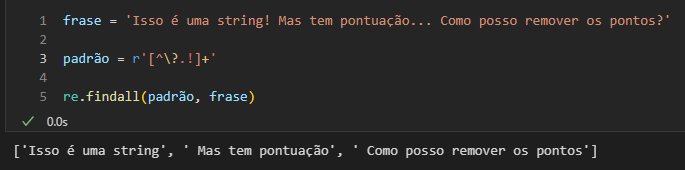 1 frase = 'Isso é uma string! Mas tem pontuação... Como posso remover os pontos?'
2
3 padrão = r'[^\?.!]+'
4
5 re.findall(padrão, frase)
0.0s
['Isso é uma string', ' Mas tem pontuação', ' Como posso remover os pontos']